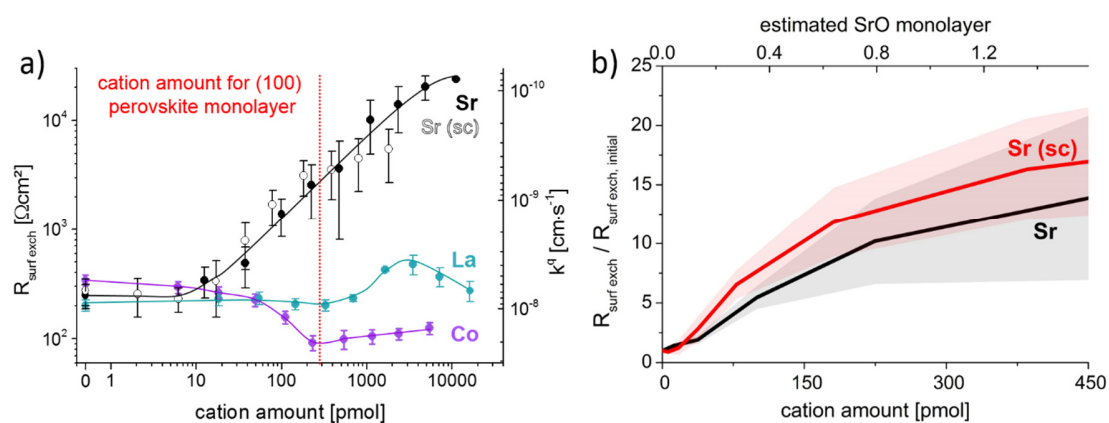 a)
cation amount for (100)
perovskite monolayer
Sr
Sr (sc)
La
Co
R surf exch [Ωcm²]
10⁴
10³
10²
k^q [cm·s⁻¹]
10⁻¹⁰
10⁻⁹
10⁻⁸
0 1 10 100 1000 10000
cation amount [pmol]
b)
estimated SrO monolayer
0.0 0.4 0.8 1.2
R surf exch / R surf exch, initial
25
20
15
10
5
0
Sr (sc)
Sr
0 150 300 450
cation amount [pmol]